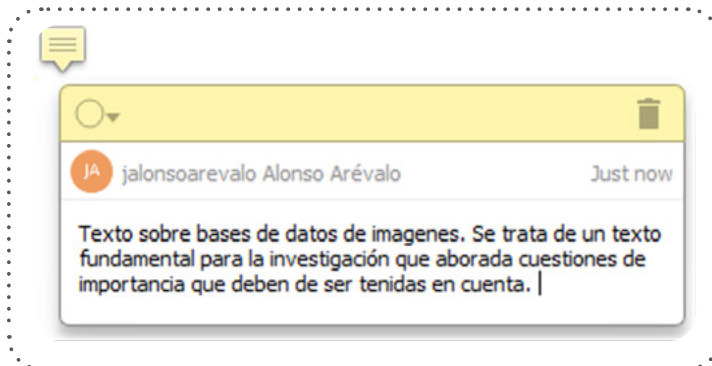 JA jalonsoarevalo Alonso Arévalo Just now
Texto sobre bases de datos de imagenes. Se trata de un texto
fundamental para la investigación que aborada cuestiones de
importancia que deben de ser tenidas en cuenta.